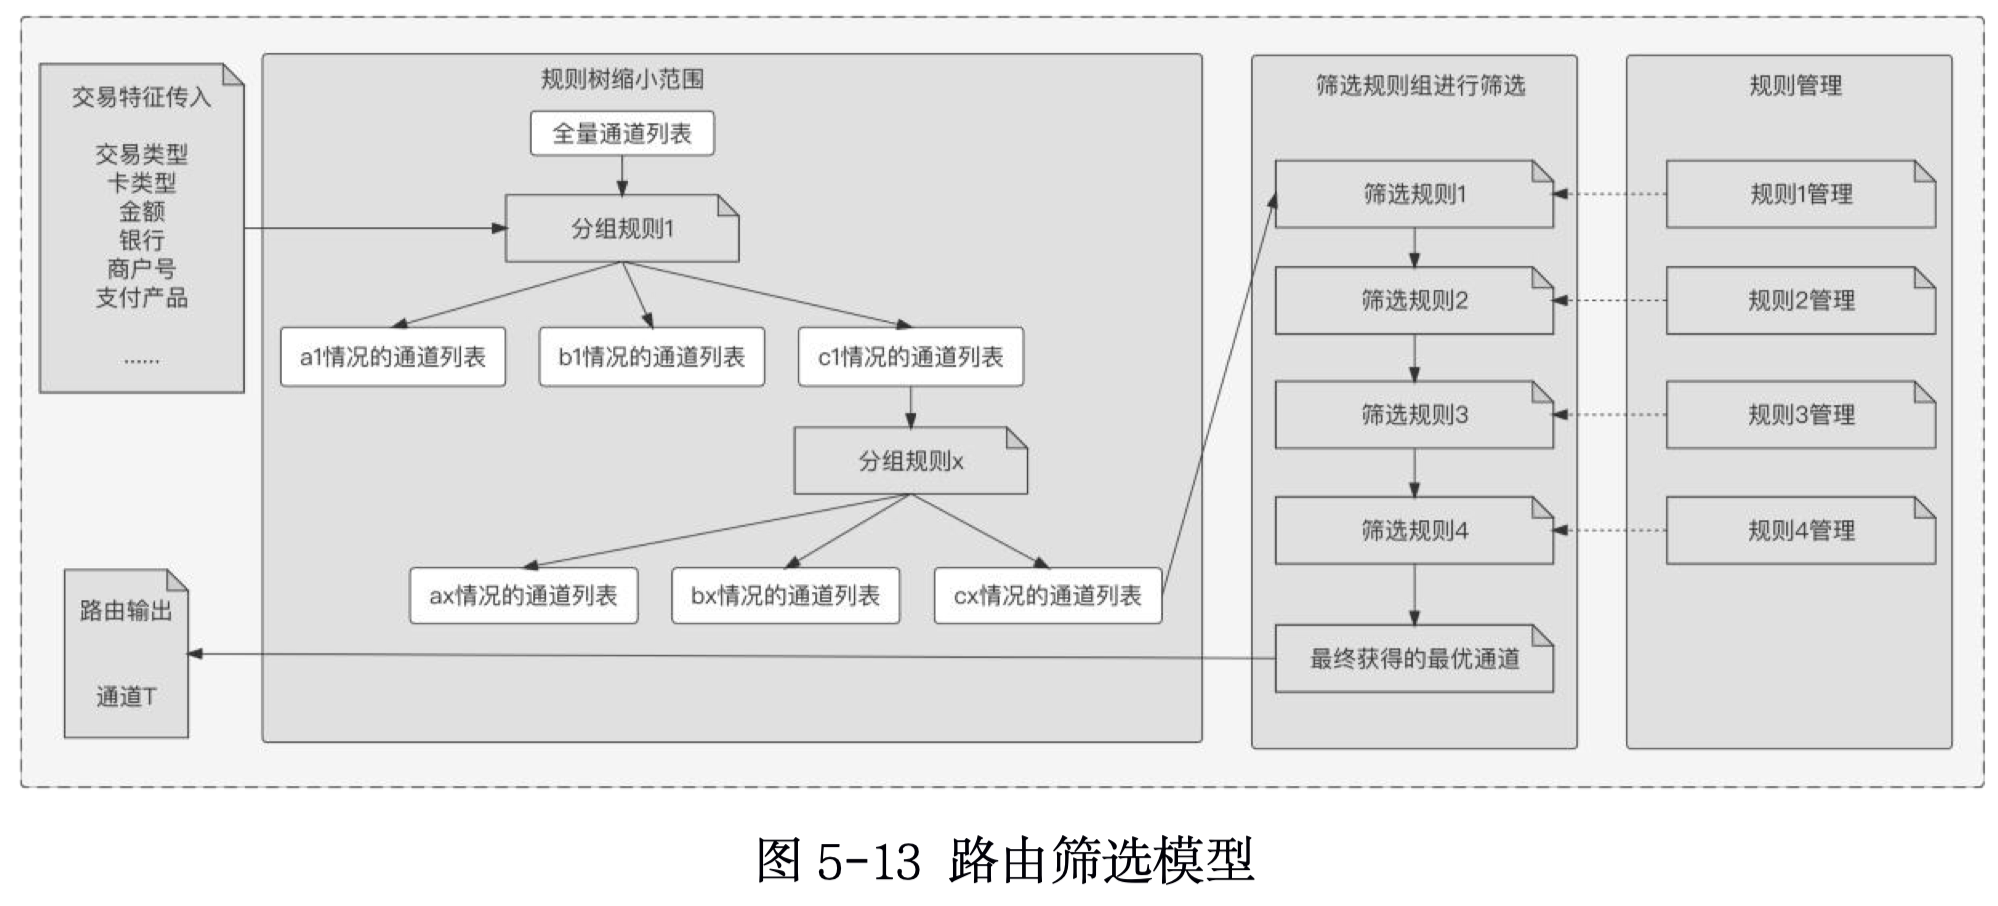 交易特征传入
交易类型
卡类型
金额
银行
商户号
支付产品
......
规则树缩小范围
全量通道列表
分组规则1
a1情况的通道列表
b1情况的通道列表
c1情况的通道列表
分组规则x
ax情况的通道列表
bx情况的通道列表
cx情况的通道列表
筛选规则组进行筛选
筛选规则1
筛选规则2
筛选规则3
筛选规则4
最终获得的最优通道
规则管理
规则1管理
规则2管理
规则3管理
规则4管理
路由输出
通道T
图 5-13 路由筛选模型